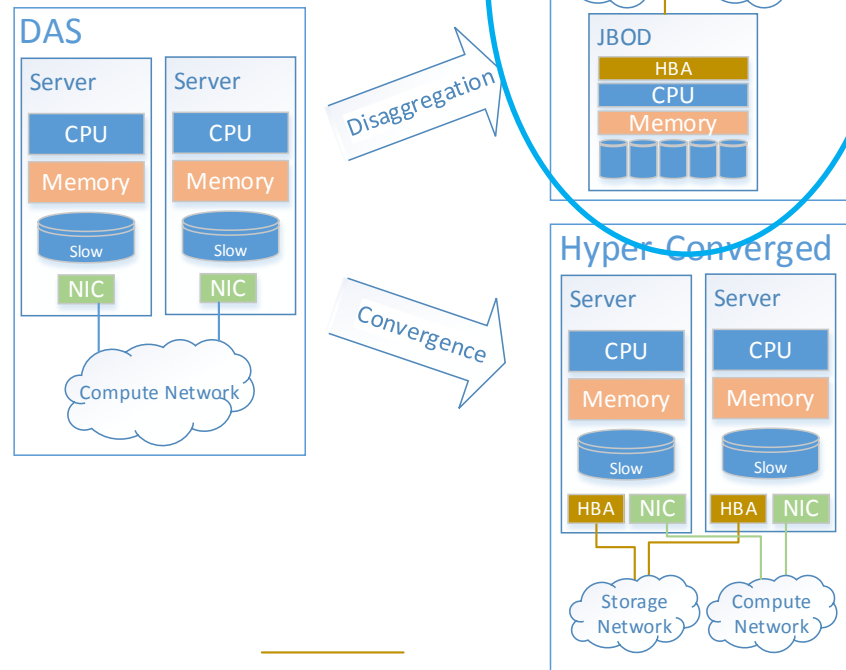 DAS
Server
CPU
Memory
Slow
NIC
Server
CPU
Memory
Slow
NIC
Compute Network
Disaggregation
Convergence
JBOD
HBA
CPU
Memory
Hyper-Converged
Server
CPU
Memory
Slow
HBA
NIC
Server
CPU
Memory
Slow
HBA
NIC
Storage
Network
Compute
Network